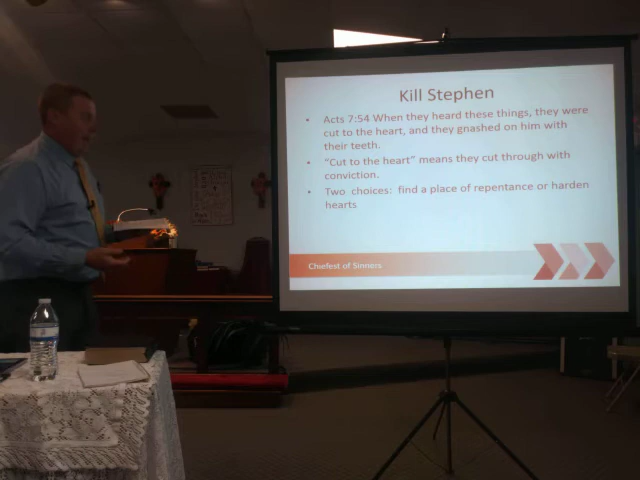 Kill Stephen
• Acts 7:54 When they heard these things, they were
cut to the heart, and they gnashed on him with
their teeth.
• “Cut to the heart” means they cut through with
conviction.
• Two choices: find a place of repentance or harden
hearts
Chiefest of Sinners